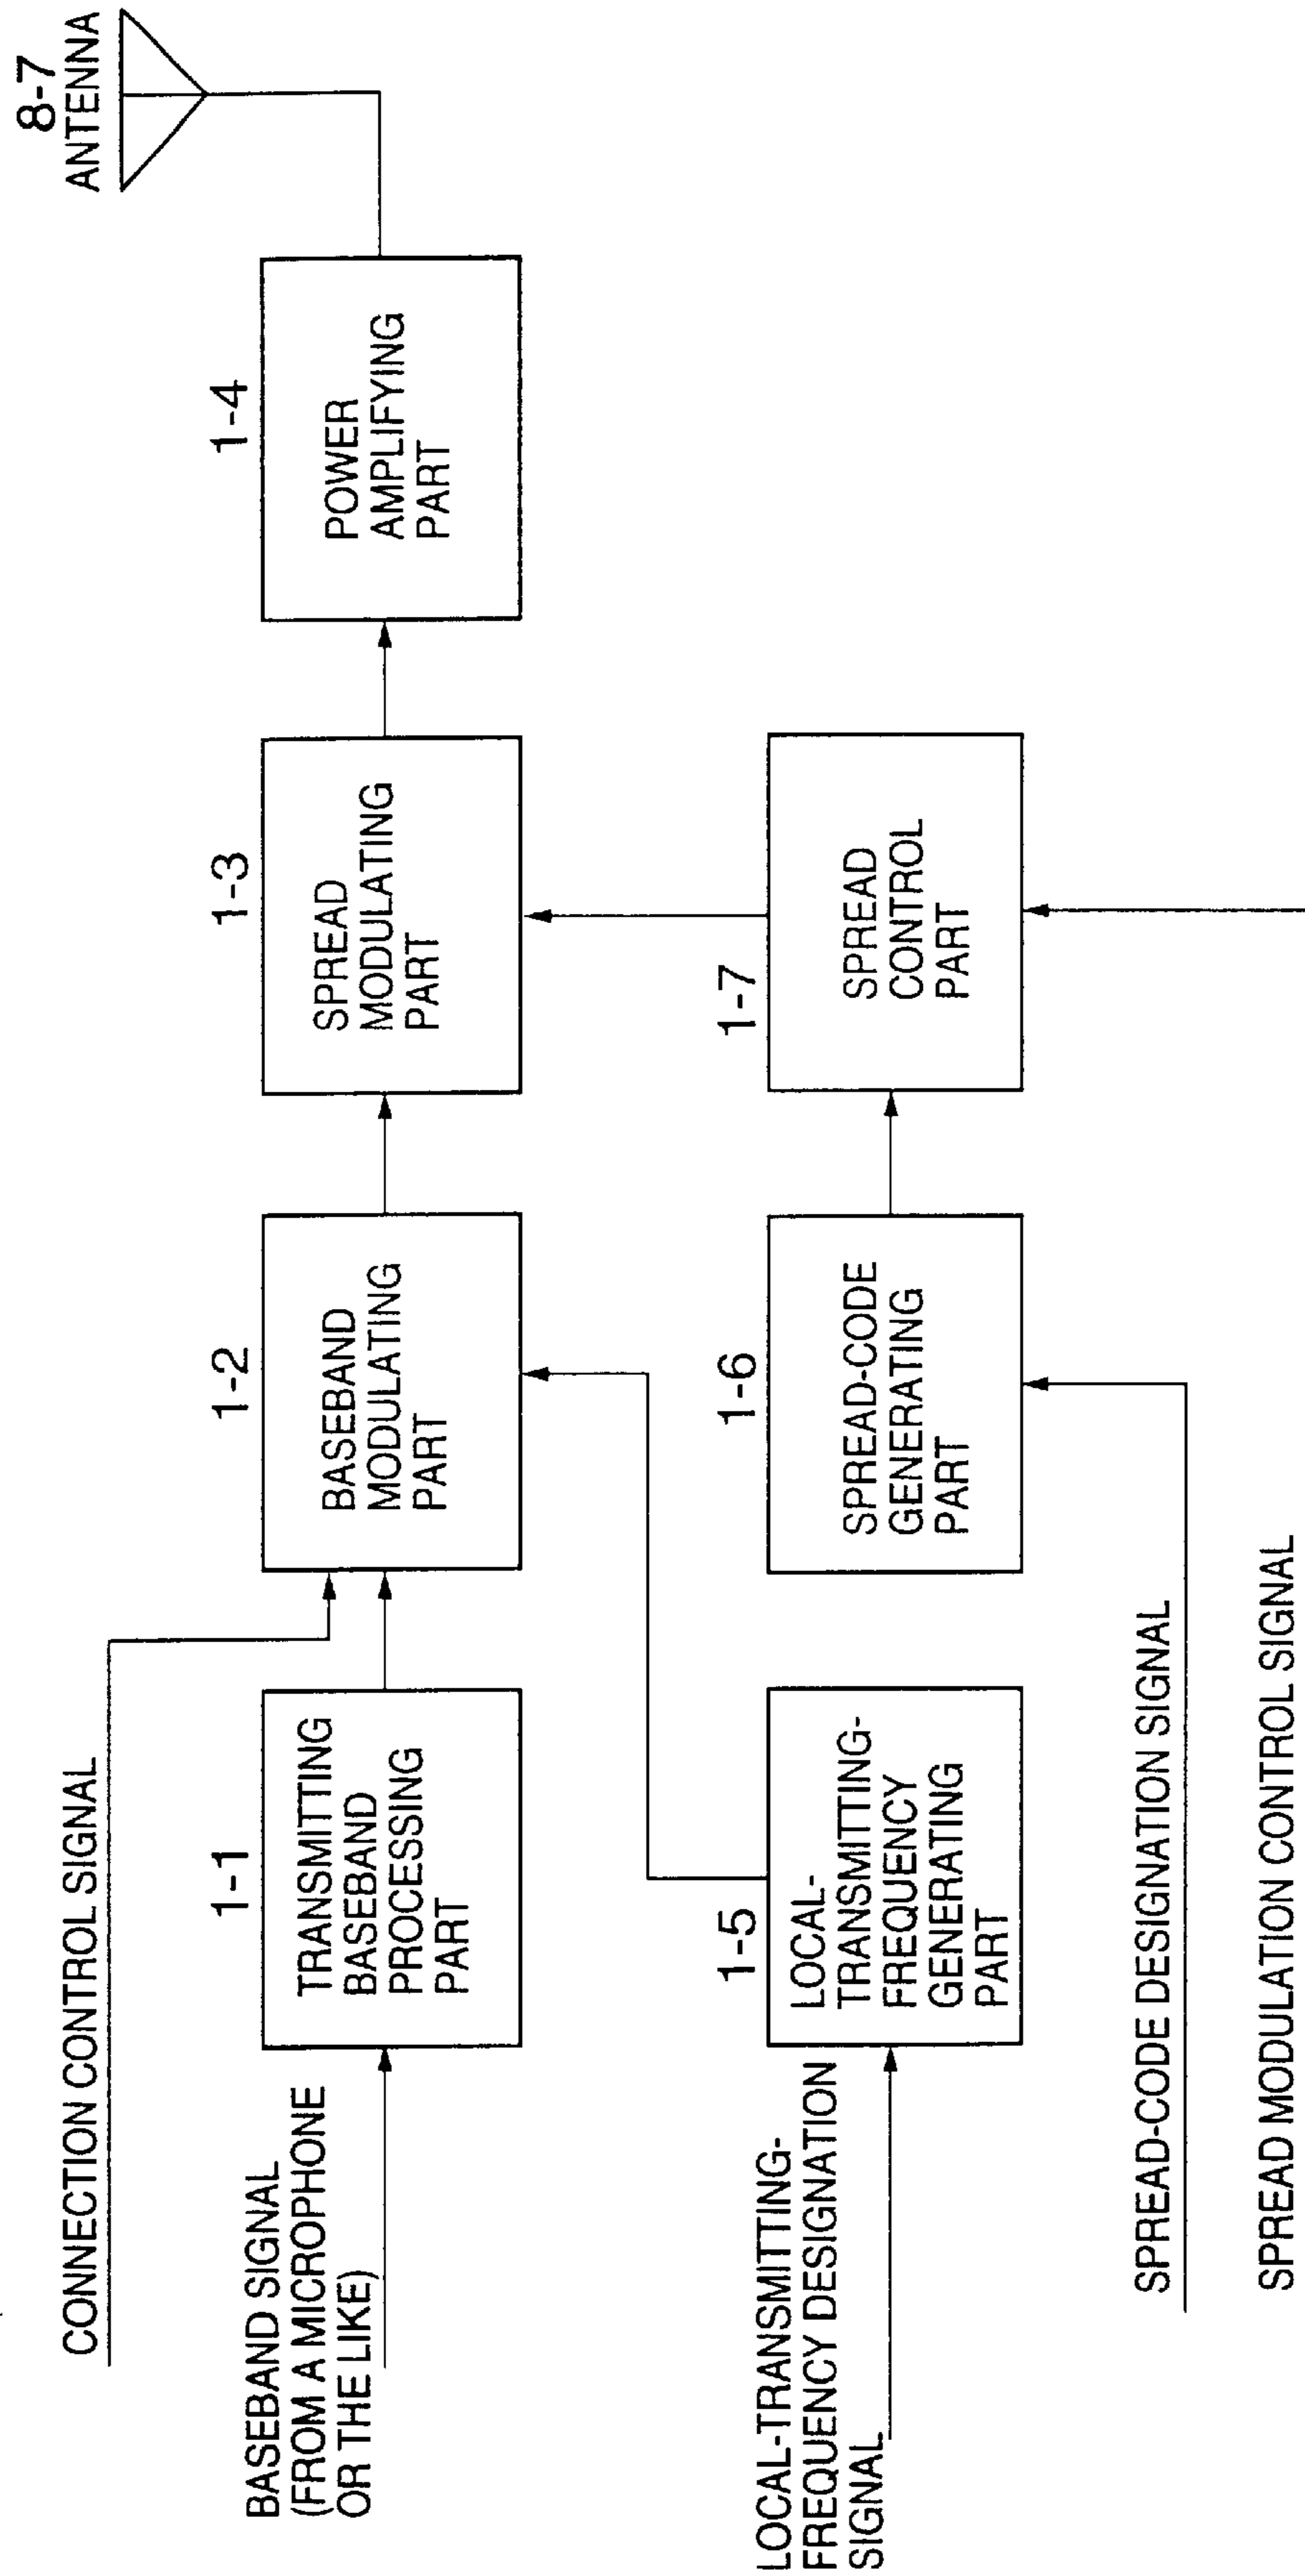 CONNECTION CONTROL SIGNAL
8-7
ANTENNA
1-1
TRANSMITTING
BASEBAND
PROCESSING
PART
1-2
BASEBAND
MODULATING
PART
1-3
SPREAD
MODULATING
PART
1-4
POWER
AMPLIFYING
PART
BASEBAND SIGNAL
(FROM A MICROPHONE
OR THE LIKE)
LOCAL-TRANSMITTING-
FREQUENCY DESIGNATION
SIGNAL
1-5
LOCAL-
TRANSMITTING-
FREQUENCY
GENERATING
PART
1-6
SPREAD-CODE
GENERATING
PART
1-7
SPREAD
CONTROL
PART
SPREAD-CODE DESIGNATION SIGNAL
SPREAD MODULATION CONTROL SIGNAL